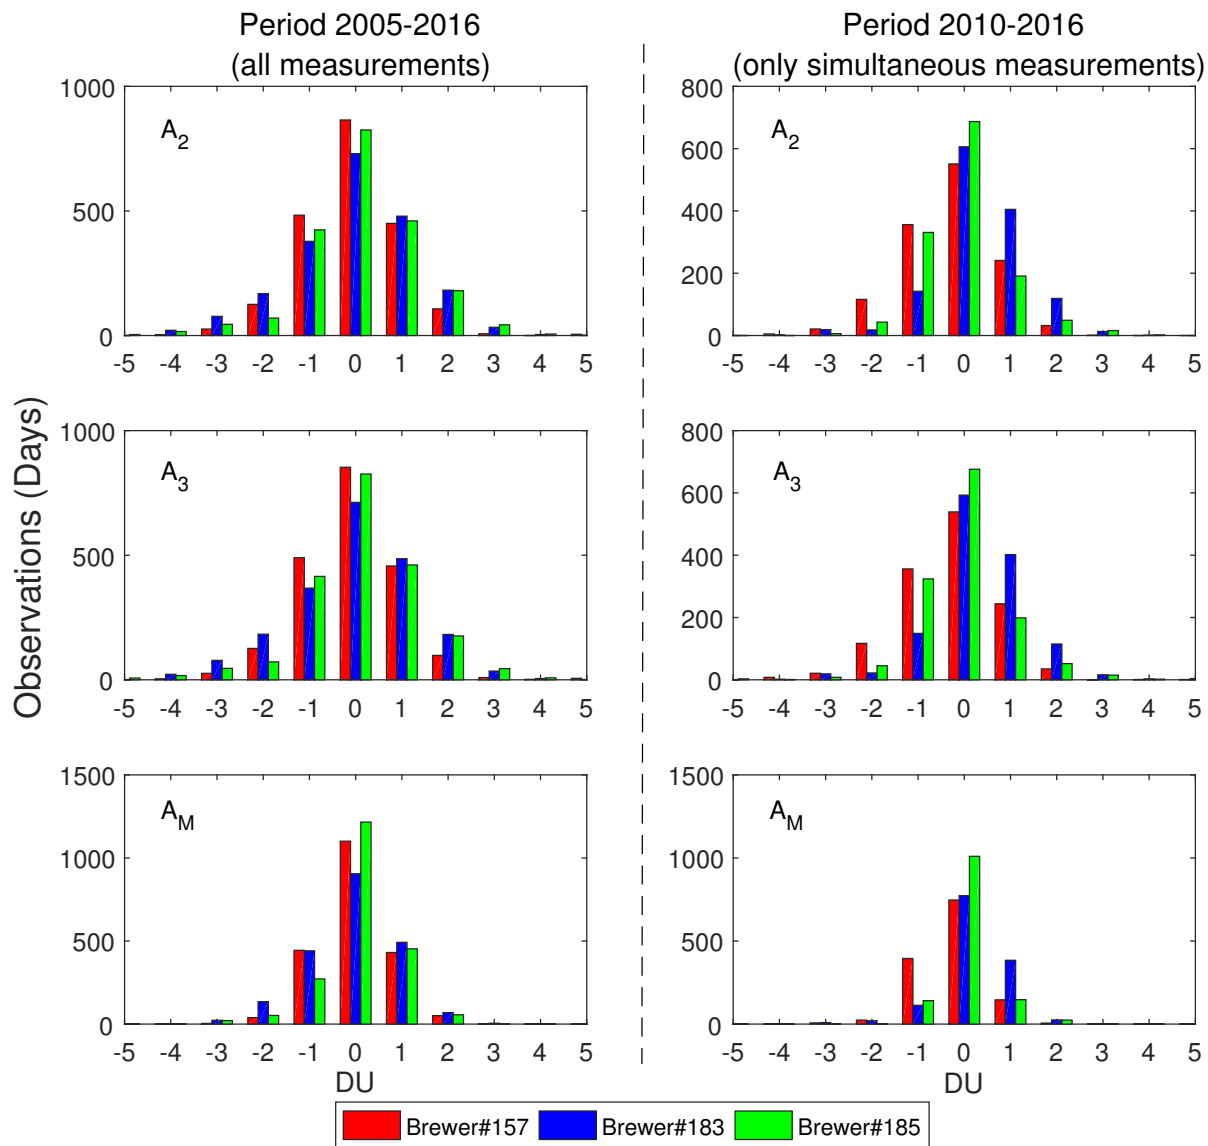 Period 2005-2016
(all measurements)
Period 2010-2016
(only simultaneous measurements)
Observations (Days)
A2
1000
500
0
-5 -4 -3 -2 -1 0 1 2 3 4 5
A2
800
600
400
200
0
-5 -4 -3 -2 -1 0 1 2 3 4 5
A3
1000
500
0
-5 -4 -3 -2 -1 0 1 2 3 4 5
A3
800
600
400
200
0
-5 -4 -3 -2 -1 0 1 2 3 4 5
AM
1500
1000
500
0
-5 -4 -3 -2 -1 0 1 2 3 4 5
DU
AM
1500
1000
500
0
-5 -4 -3 -2 -1 0 1 2 3 4 5
DU
Brewer#157 Brewer#183 Brewer#185